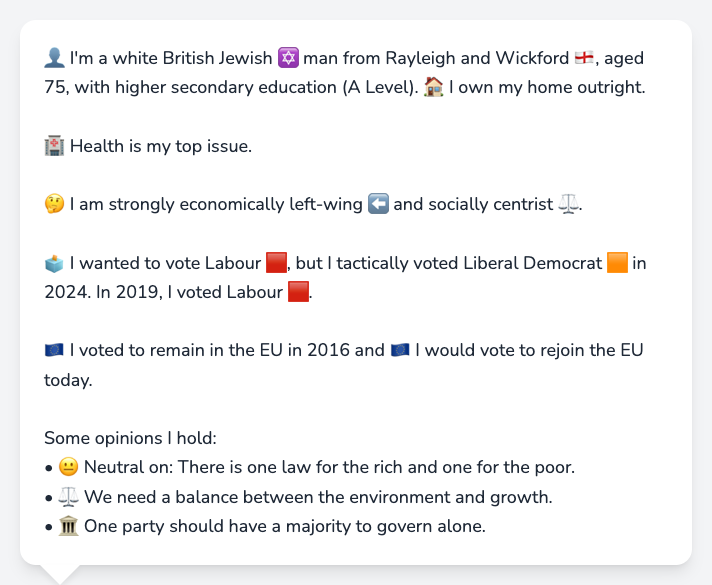 👤 I'm a white British Jewish ✡️ man from Rayleigh and Wickford 🏴󠁧󠁢󠁥󠁮󠁧󠁿, aged
75, with higher secondary education (A Level). 🏠 I own my home outright.
🏥 Health is my top issue.
🤔 I am strongly economically left-wing ⬅️ and socially centrist ⚖️.
🗳️ I wanted to vote Labour 🟥, but I tactically voted Liberal Democrat 🟧 in
2024. In 2019, I voted Labour 🟥.
🇪🇺 I voted to remain in the EU in 2016 and 🇪🇺 I would vote to rejoin the EU
today.
Some opinions I hold:
• 😐 Neutral on: There is one law for the rich and one for the poor.
• ⚖️ We need a balance between the environment and growth.
• 🏛️ One party should have a majority to govern alone.